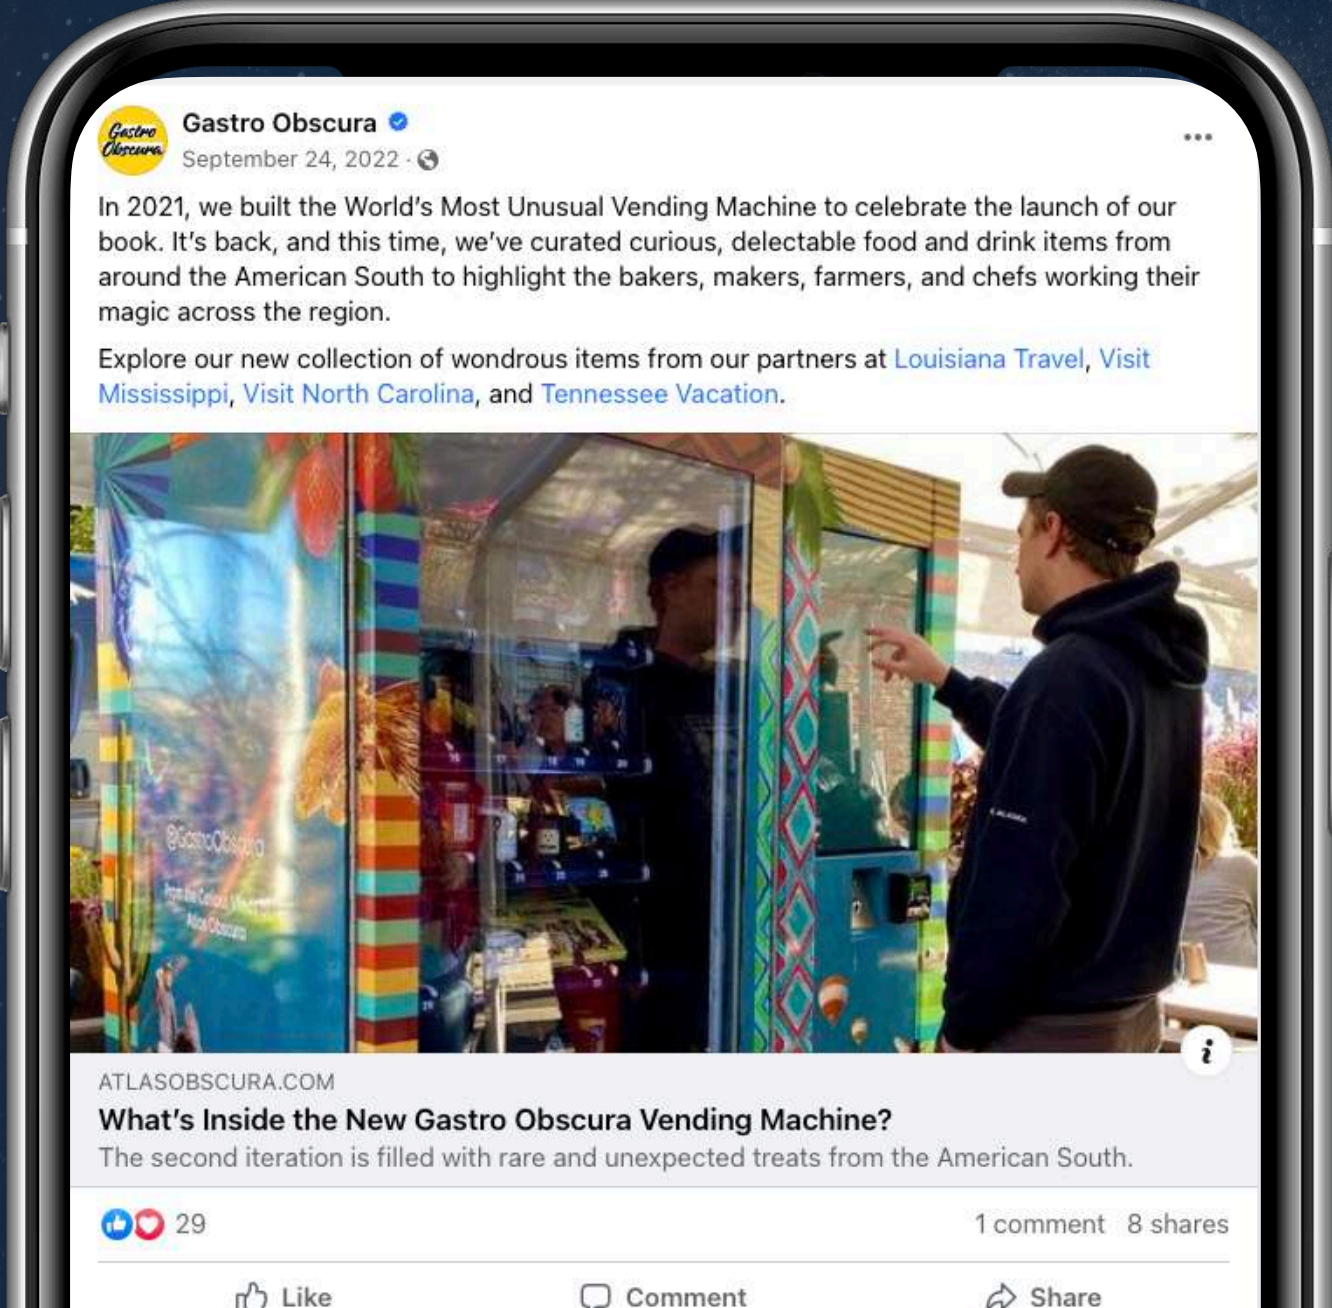 Gastro Obscura
Gastro Obscura
September 24, 2022 ·
In 2021, we built the World's Most Unusual Vending Machine to celebrate the launch of our
book. It's back, and this time, we've curated curious, delectable food and drink items from
around the American South to highlight the bakers, makers, farmers, and chefs working their
magic across the region.
Explore our new collection of wondrous items from our partners at Louisiana Travel, Visit
Mississippi, Visit North Carolina, and Tennessee Vacation.
@GastroObscura
Atlas Obscura
ATLASOBSCURA.COM
What's Inside the New Gastro Obscura Vending Machine?
The second iteration is filled with rare and unexpected treats from the American South.
29
1 comment 8 shares
Like Comment Share